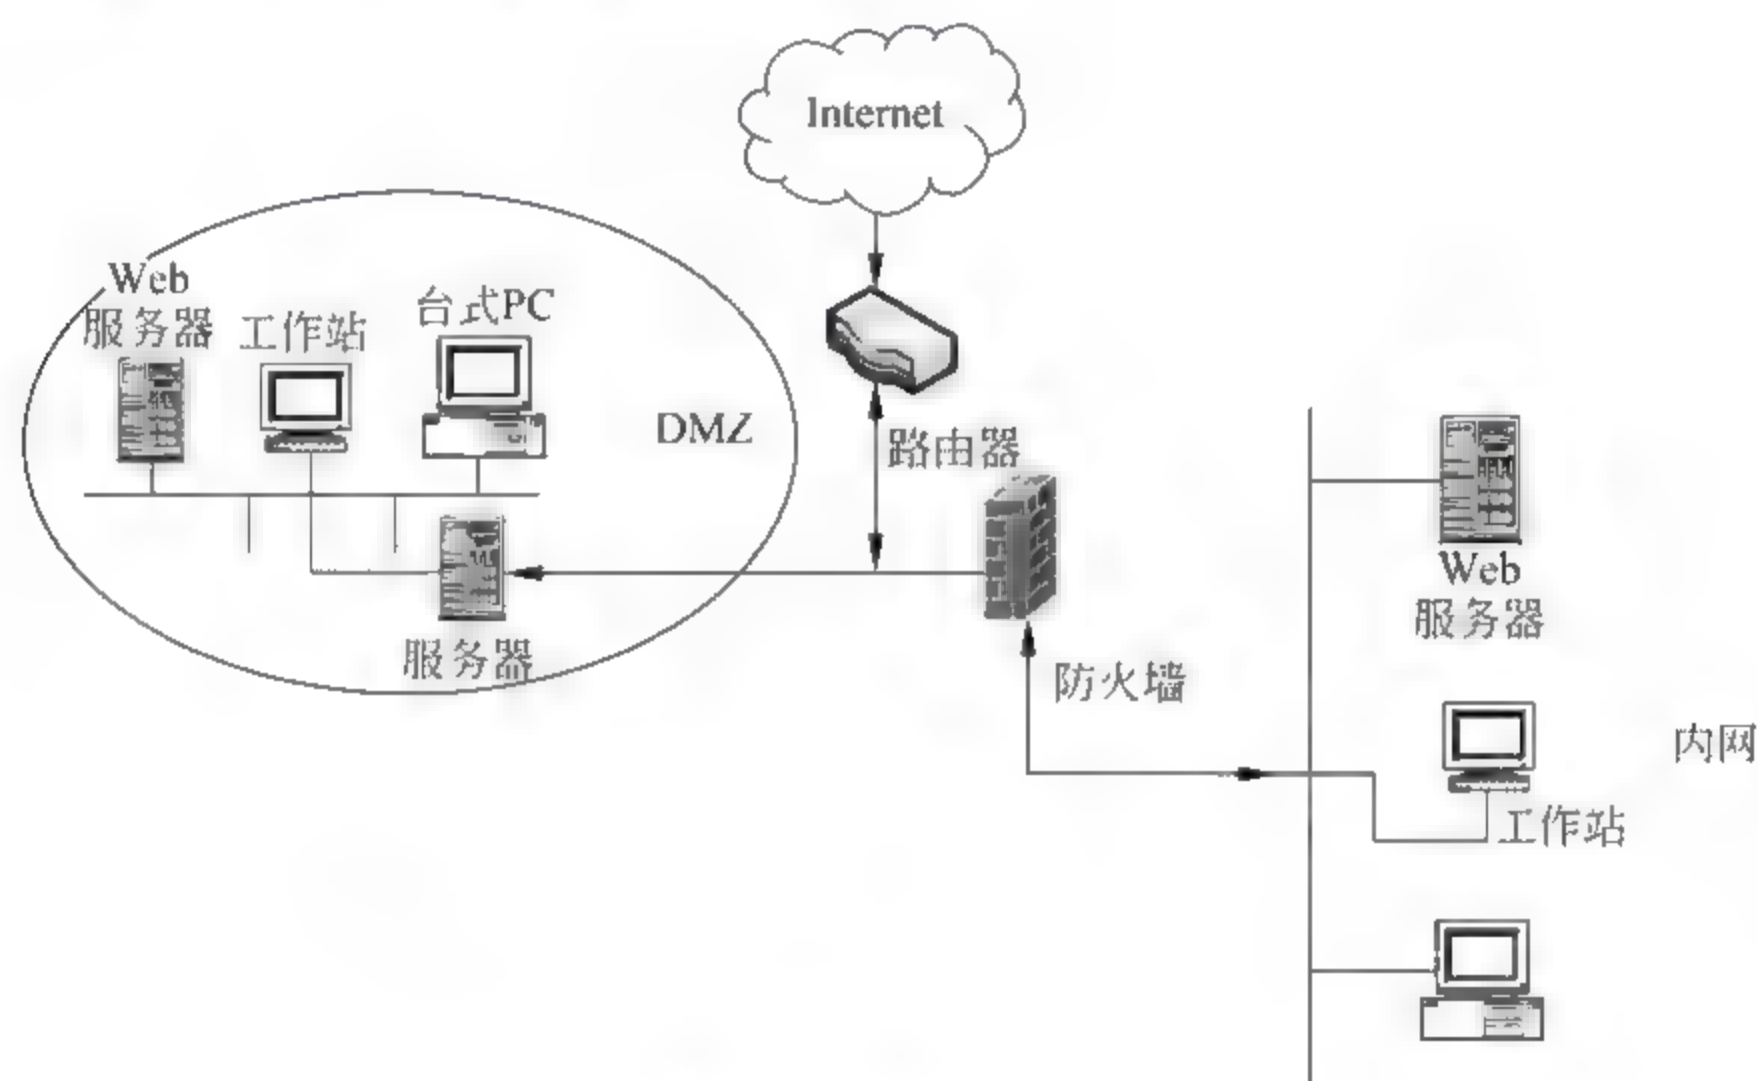 Internet
Web
服务器
工作站
台式PC
DMZ
路由器
服务器
防火墙
Web
服务器
内网
工作站